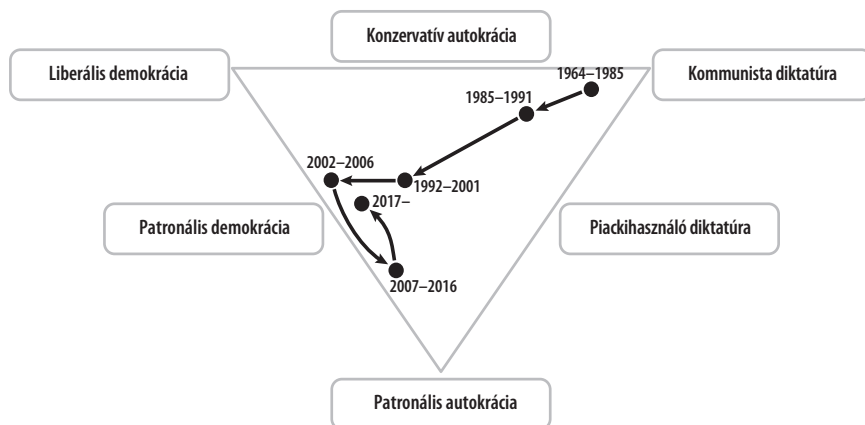 Konzervatív autokrácia
Liberális demokrácia
Kommunista diktatúra
1964–1985
1985–1991
2002–2006
1992–2001
2017–
Patronális demokrácia
Piackihasználó diktatúra
2007–2016
Patronális autokrácia